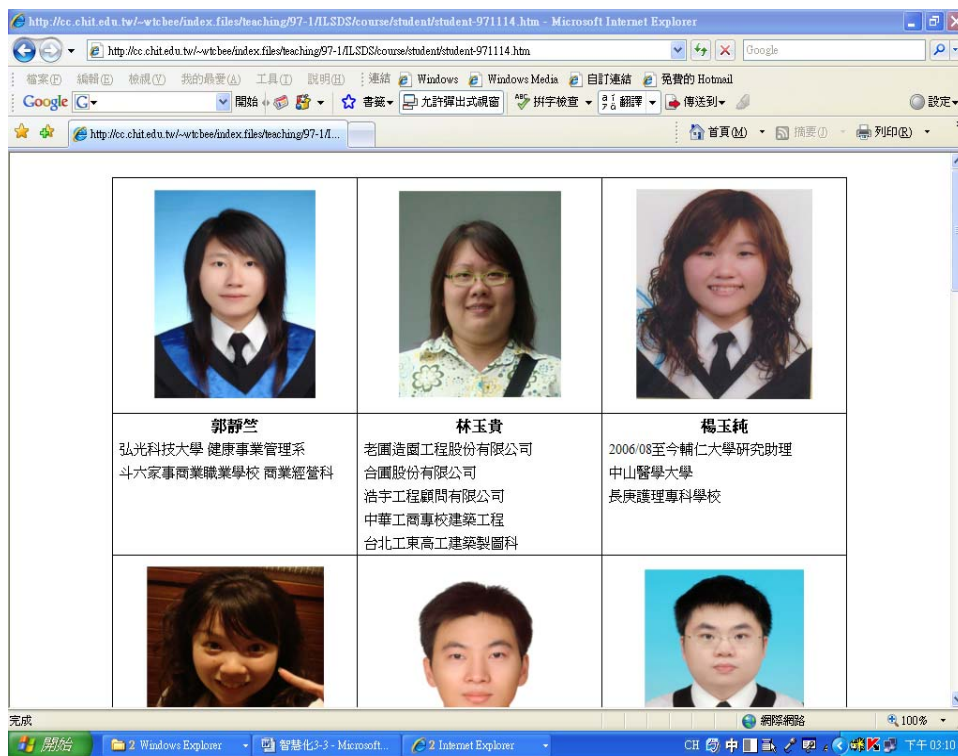 http://cc.chit.edu.tw/~wtcbee/index.files/teaching/97-1/ILSDS/course/student/student-971114.htm - Microsoft Internet Explorer
http://cc.chit.edu.tw/~wtcbee/index.files/teaching/97-1/ILSDS/course/student/student-971114.htm
Google
檔案(F) 編輯(E) 檢視(V) 我的最愛(A) 工具(T) 說明(H) 連結 Windows Windows Media 自訂連結 免費的 Hotmail
Google G 開始 書籤 允許彈出式視窗 ABC 拼字檢查 翻譯 傳送到 設定
http://cc.chit.edu.tw/~wtcbee/index.files/teaching/97-1/I... 首頁(M) 摘要(J) 列印(R)
郭靜竺
弘光科技大學 健康事業管理系
斗六家事商業職業學校 商業經營科
林玉貴
老圃造園工程股份有限公司
合圃股份有限公司
浩宇工程顧問有限公司
中華工商專校建築工程
台北工東高工建築製圖科
楊玉純
2006/08至今輔仁大學研究助理
中山醫學大學
長庚護理專科學校
完成 網際網路 100%
開始 2 Windows Explorer 智慧化3-3 - Microsoft... 2 Internet Explorer CH 中 下午 03:10